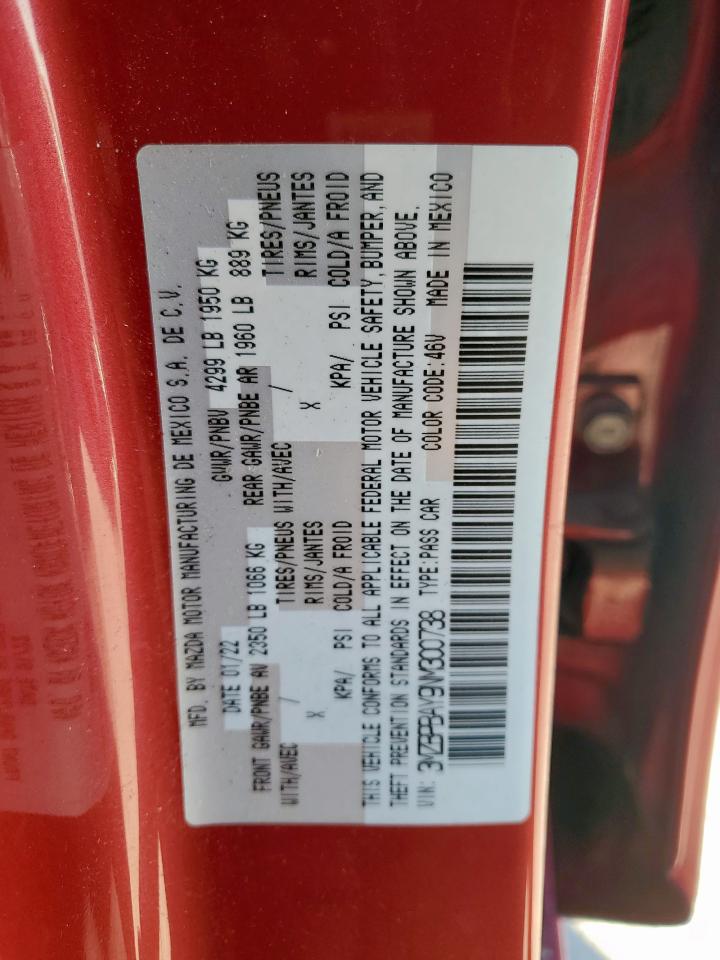 MFD. BY MAZDA MOTOR MANUFACTURING DE MEXICO S.A. DE C.V.
DATE 01/22 GVWR/PNBV 4299 LB 1950 KG
FRONT GAWR/PNBE AV 2350 LB 1066 KG REAR GAWR/PNBE AR 1960 LB 889 KG
WITH/AVEC / TIRES/PNEUS WITH/AVEC / TIRES/PNEUS
X RIMS/JANTES X RIMS/JANTES
KPA/ PSI COLD/A FROID KPA/ PSI COLD/A FROID
THIS VEHICLE CONFORMS TO ALL APPLICABLE FEDERAL MOTOR VEHICLE SAFETY, BUMPER, AND
THEFT PREVENTION STANDARDS IN EFFECT ON THE DATE OF MANUFACTURE SHOWN ABOVE.
VIN: 3MZBPBAY9NM300738 TYPE:PASS CAR COLOR CODE:46V MADE IN MEXICO